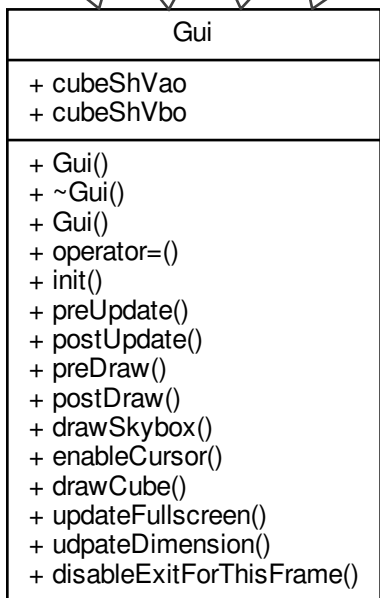 Gui
+ cubeShVao
+ cubeShVbo
+ Gui()
+ ~Gui()
+ Gui()
+ operator=()
+ init()
+ preUpdate()
+ postUpdate()
+ preDraw()
+ postDraw()
+ drawSkybox()
+ enableCursor()
+ drawCube()
+ updateFullscreen()
+ udpateDimension()
+ disableExitForThisFrame()